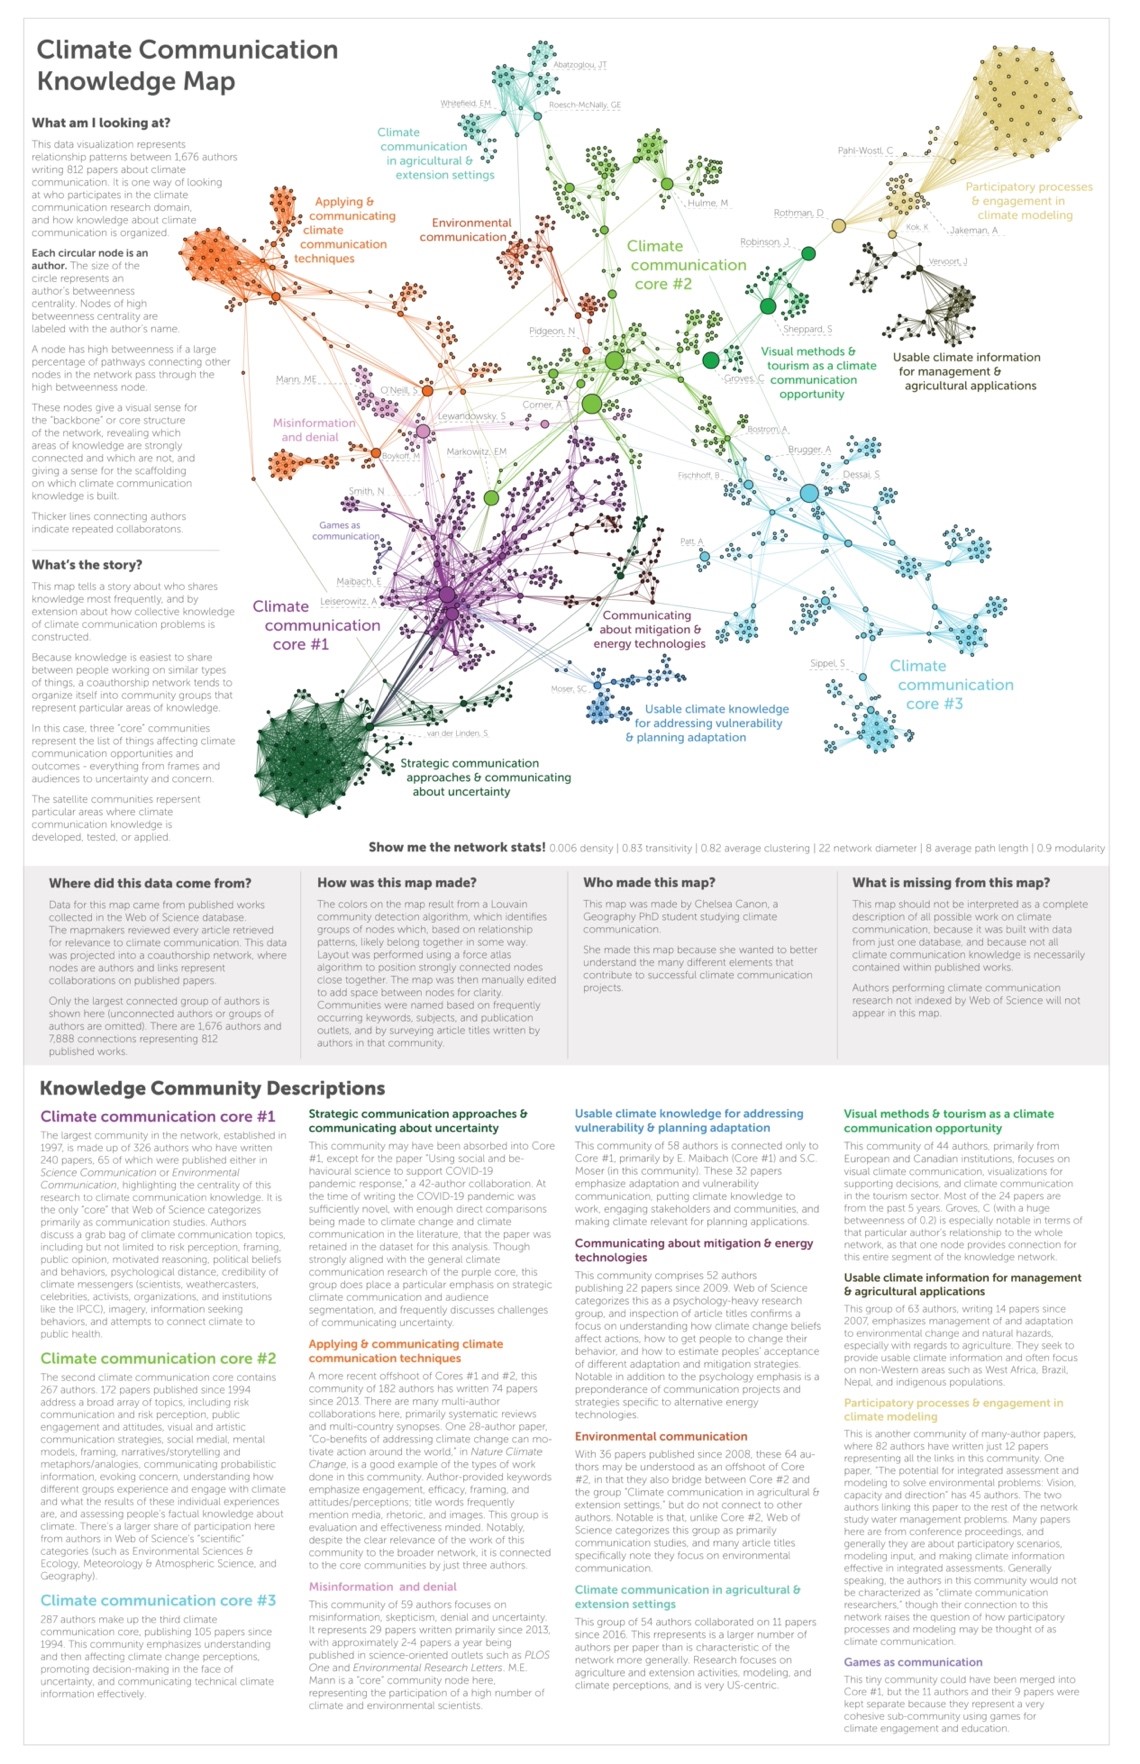 Climate Communication
Knowledge Map
What am I looking at?
This data visualization represents
relationship patterns between 1,676 authors
writing 812 papers about climate
communication. It is one way of looking
at who participates in the climate
communication research domain,
and how knowledge about climate
communication is organized.
Each circular node is an
author. The size of the
circle represents an
author's betweenness
centrality. Nodes of high
betweenness centrality are
labeled with the author's name.
A node has high betweenness if a large
percentage of pathways connecting other
nodes in the network pass through the
high betweenness node.
These nodes give a visual sense for
the "backbone" or core structure
of the network, revealing which
areas of knowledge are strongly
connected and which are not, and
giving a sense for the scaffolding
on which climate communication
knowledge is built.
Thicker lines connecting authors
indicate repeated collaboratons.
What's the story?
This map tells a story about who shares
knowledge most frequently, and by
extension about how collective knowledge
of climate communication problems is
constructed.
Because knowledge is easiest to share
between people working on similar types
of things, a coauthorship network tends to
organize itself into community groups that
represent particular areas of knowledge.
In this case, three "core" communities
represent the list of things affecting climate
communication opportunities and
outcomes - everything from frames and
audiences to uncertainty and concern.
The satellite communities repersent
particular areas where climate
communication knowledge is
developed, tested, or applied.
Abatzoglou, JT
Whitefield, EM
Roesch-McNally, GE
Climate
communication
in agricultural &
extension settings
Pahl-Wostl, C
Participatory processes
& engagement in
climate modeling
Hulme, M
Applying &
communicating
climate
communication
techniques
Environmental
communication
Rothman, D
Kok, K
Jakeman, A
Climate
communication
core #2
Robinson, J
Vervoort, J
Pidgeon, N
Sheppard, S
Usable climate information
for management &
agricultural applications
Visual methods &
tourism as a climate
communication
opportunity
Groves, C
Mann, ME
O'Neill, S
Lewandowsky, S
Corner, A
Misinformation
and denial
Boykoff, M
Markowitz, EM
Bostrom, A
Brugger, A
Fischhoff, B
Dessai, S
Smith, N
Games as
communication
Patt, A
Maibach, E
Leiserowitz, A
Climate
communication
core #1
Communicating
about mitigation &
energy technologies
Sippel, S
Climate
communication
core #3
Moser, SC
Usable climate knowledge
for addressing vulnerability
& planning adaptation
van der Linden, S
Strategic communication
approaches & communicating
about uncertainty
Show me the network stats! 0.006 density | 0.83 transitivity | 0.82 average clustering | 22 network diameter | 8 average path length | 0.9 modularity
Where did this data come from?
Data for this map came from published works
collected in the Web of Science database.
The mapmakers reviewed every article retrieved
for relevance to climate communication. This data
was projected into a coauthorship network, where
nodes are authors and links represent
collaborations on published papers.
Only the largest connected group of authors is
shown here (unconnected authors or groups of
authors are omitted). There are 1,676 authors and
7,888 connections representing 812
published works.
How was this map made?
The colors on the map result from a Louvain
community detection algorithm, which identifies
groups of nodes which, based on relationship
patterns, likely belong together in some way.
Layout was performed using a force atlas
algorithm to position strongly connected nodes
close together. The map was then manually edited
to add space between nodes for clarity.
Communities were named based on frequently
occurring keywords, subjects, and publication
outlets, and by surveying article titles written by
authors in that community.
Who made this map?
This map was made by Chelsea Canon, a
Geography PhD student studying climate
communication.
She made this map because she wanted to better
understand the many different elements that
contribute to successful climate communication
projects.
What is missing from this map?
This map should not be interpreted as a complete
description of all possible work on climate
communication, because it was built with data
from just one database, and because not all
climate communication knowledge is necessarily
contained within published works.
Authors performing climate communication
research not indexed by Web of Science will not
appear in this map.
Knowledge Community Descriptions
Climate communication core #1
The largest community in the network, established in
1997, is made up of 326 authors who have written
240 papers, 65 of which were published either in
Science Communication or Environmental
Communication, highlighting the centrality of this
research to climate communication knowledge. It is
the only "core" that Web of Science categorizes
primarily as communication studies. Authors
discuss a grab bag of climate communication topics,
including but not limited to risk perception, framing,
public opinion, motivated reasoning, political beliefs
and behaviors, psychological distance, credibility of
climate messengers (scientists, weathercasters,
celebrities, activists, organizations, and institutions
like the IPCC), imagery, information seeking
behaviors, and attempts to connect climate to
public health.
Climate communication core #2
The second climate communication core contains
267 authors. 172 papers published since 1994
address a broad array of topics, including risk
communication and risk perception, public
engagement and attitudes, visual and artistic
communication strategies, social medial, mental
models, framing, narratives/storytelling and
metaphors/analogies, communicating probabilistic
information, evoking concern, understanding how
different groups experience and engage with climate
and what the results of these individual experiences
are, and assessing people's factual knowledge about
climate. There's a larger share of participation here
from authors in Web of Science's "scientific"
categories (such as Environmental Sciences &
Ecology, Meteorology & Atmospheric Science, and
Geography).
Climate communication core #3
287 authors make up the third climate
communication core, publishing 105 papers since
1994. This community emphasizes understanding
and then affecting climate change perceptions,
promoting decision-making in the face of
uncertainty, and communicating technical climate
information effectively.
Strategic communication approaches &
communicating about uncertainty
This community may have been absorbed into Core
#1, except for the paper "Using social and be-
havioural science to support COVID-19
pandemic response," a 42-author collaboration. At
the time of writing the COVID-19 pandemic was
sufficiently novel, with enough direct comparisons
being made to climate change and climate
communication in the literature, that the paper was
retained in the dataset for this analysis. Though
strongly aligned with the general climate
communication research of the purple core, this
group does place a particular emphasis on strategic
climate communication and audience
segmentation, and frequently discusses challenges
of communicating uncertainty.
Applying & communicating climate
communication techniques
A more recent offshoot of Cores #1 and #2, this
community of 182 authors has written 74 papers
since 2013. There are many multi-author
collaborations here, primarily systematic reviews
and multi-country synopses. One 28-author paper,
"Co-benefits of addressing climate change can mo-
tivate action around the world," in Nature Climate
Change, is a good example of the types of work
done in this community. Author-provided keywords
emphasize engagement, efficacy, framing, and
attitudes/perceptions; title words frequently
mention media, rhetoric, and images. This group is
evaluation and effectiveness minded. Notably,
despite the clear relevance of the work of this
community to the broader network, it is connected
to the core communities by just three authors.
Misinformation and denial
This community of 59 authors focuses on
misinformation, skepticism, denial and uncertainty.
It represents 29 papers written primarily since 2013,
with approximately 2-4 papers a year being
published in science-oriented outlets such as PLOS
One and Environmental Research Letters. M.E.
Mann is a "core" community node here,
representing the participation of a high number of
climate and environmental scientists.
Usable climate knowledge for addressing
vulnerability & planning adaptation
This community of 58 authors is connected only to
Core #1, primarily by E. Maibach (Core #1) and S.C.
Moser (in this community). These 32 papers
emphasize adaptation and vulnerability
communication, putting climate knowledge to
work, engaging stakeholders and communities, and
making climate relevant for planning applications.
Communicating about mitigation & energy
technologies
This community comprises 52 authors
publishing 22 papers since 2009. Web of Science
categorizes this as a psychology-heavy research
group, and inspection of article titles confirms a
focus on understanding how climate change beliefs
affect actions, how to get people to change their
behavior, and how to estimate peoples' acceptance
of different adaptation and mitigation strategies.
Notable in addition to the psychology emphasis is a
preponderance of communication projects and
strategies specific to alternative energy
technologies.
Environmental communication
With 36 papers published since 2008, these 64 au-
thors may be understood as an offshoot of Core
#2, in that they also bridge between Core #2 and
the group "Climate communication in agricultural &
extension settings," but do not connect to other
authors. Notable is that, unlike Core #2, Web of
Science categorizes this group as primarily
communication studies, and many article titles
specifically note they focus on environmental
communication.
Climate communication in agricultural &
extension settings
This group of 54 authors collaborated on 11 papers
since 2016. This rrepresents is a larger number of
authors per paper than is characteristic of the
network more generally. Research focuses on
agriculture and extension activities, modeling, and
climate perceptions, and is very US-centric.
Visual methods & tourism as a climate
communication opportunity
This community of 44 authors, primarily from
European and Canadian institutions, focuses on
visual climate communication, visualizations for
supporting decisions, and climate communication
in the tourism sector. Most of the 24 papers are
from the past 5 years. Groves, C (with a huge
betweenness of 0.2) is especially notable in terms of
that particular author's relationship to the whole
network, as that one node provides connection for
this entire segment of the knowledge network.
Usable climate information for management
& agricultural applications
This group of 63 authors, writing 14 papers since
2007, emphasizes management of and adaptation
to environmental change and natural hazards,
especially with regards to agriculture. They seek to
provide usable climate information and often focus
on non-Western areas such as West Africa, Brazil,
Nepal, and indigenous populations.
Participatory processes & engagement in
climate modeling
This is another community of many-author papers,
where 82 authors have written just 12 papers
representing all the links in this community. One
paper, "The potential for integrated assessment and
modeling to solve environmental problems: Vision,
capacity and direction" has 45 authors. The two
authors linking this paper to the rest of the network
study water management problems. Many papers
here are from conference proceedings, and
generally they are about participatory scenarios,
modeling input, and making climate information
effective in integrated assessments. Generally
speaking, the authors in this community would not
be characterized as "climate communication
researchers," though their connection to this
network raises the question of how participatory
processes and modeling may be thought of as
climate communication.
Games as communication
This tiny community could have been merged into
Core #1, but the 11 authors and their 9 papers were
kept separate because they represent a very
cohesive sub-community using games for
climate engagement and education.